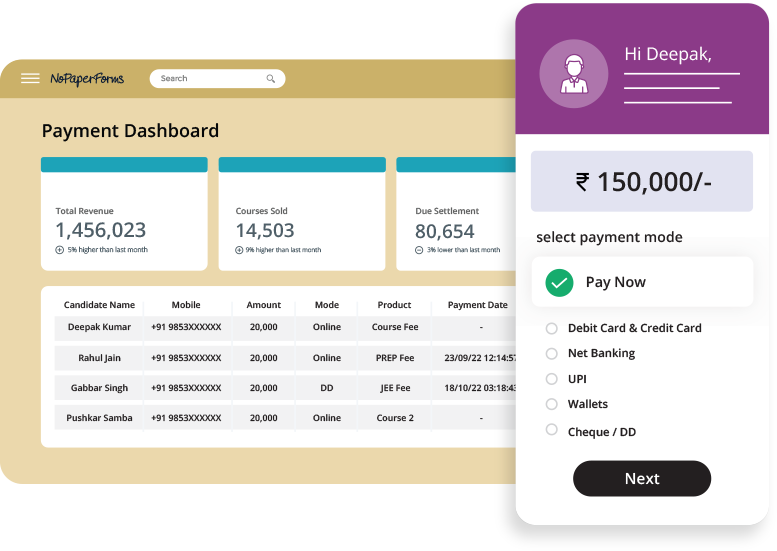 NoPaperForms
Search
Payment Dashboard
Total Revenue
1,456,023
5% higher than last month
Courses Sold
14,503
9% higher than last month
Due Settlement
80,654
3% lower than last month
Candidate Name Mobile Amount Mode Product Payment Date
Deepak Kumar +91 9853XXXXXX 20,000 Online Course Fee -
Rahul Jain +91 9853XXXXXX 20,000 Online PREP Fee 23/09/22 12:14:57
Gabbar Singh +91 9853XXXXXX 20,000 DD JEE Fee 18/10/22 03:18:43
Pushkar Samba +91 9853XXXXXX 20,000 Online Course 2 -
Hi Deepak,
₹ 150,000/-
select payment mode
Pay Now
Debit Card & Credit Card
Net Banking
UPI
Wallets
Cheque / DD
Next